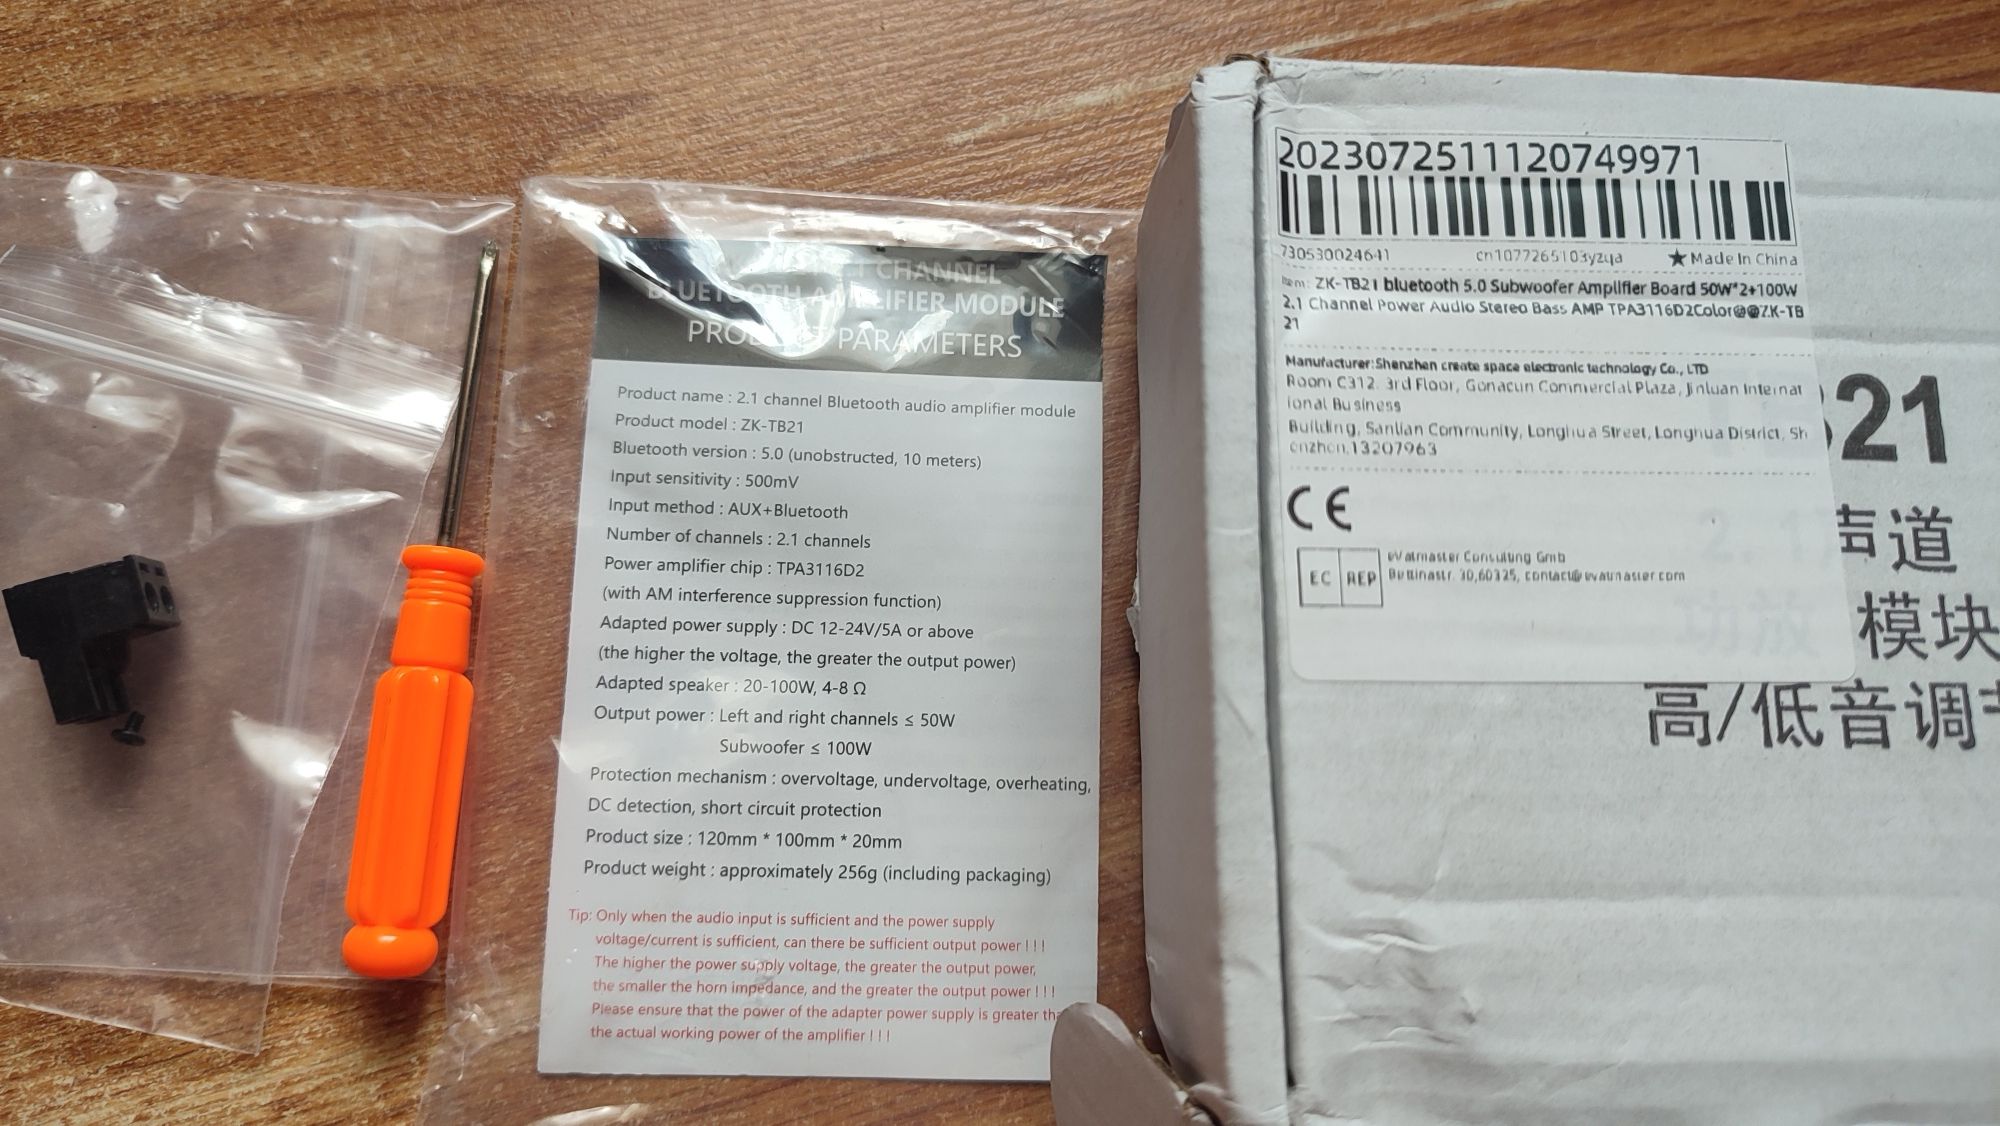 CHANNEL
BLUETOOTH AMPLIFIER MODULE
PRODUCT PARAMETERS
Product name : 2.1 channel Bluetooth audio amplifier module
Product model : ZK-TB21
Bluetooth version : 5.0 (unobstructed, 10 meters)
Input sensitivity : 500mV
Input method : AUX+Bluetooth
Number of channels : 2.1 channels
Power amplifier chip : TPA3116D2
(with AM interference suppression function)
Adapted power supply : DC 12-24V/5A or above
(the higher the voltage, the greater the output power)
Adapted speaker : 20-100W, 4-8 Ω
Output power : Left and right channels ≤ 50W
Subwoofer ≤ 100W
Protection mechanism : overvoltage, undervoltage, overheating,
DC detection, short circuit protection
Product size : 120mm * 100mm * 20mm
Product weight : approximately 256g (including packaging)
Tip: Only when the audio input is sufficient and the power supply
voltage/current is sufficient, can there be sufficient output power ! ! !
The higher the power supply voltage, the greater the output power,
the smaller the horn impedance, and the greater the output power ! ! !
Please ensure that the power of the adapter power supply is greater
the actual working power of the amplifier ! ! !
2023072511120749971
730530024641 cn1077265103yzqa ★Made In China
Item: ZK-TB21 bluetooth 5.0 Subwoofer Amplifier Board 50W*2+100W
2.1 Channel Power Audio Stereo Bass AMP TPA3116D2Color@@ZK-TB
21
Manufacturer:Shenzhen create space electronic technology Co., LTD
Room C312. 3rd Floor, Gonacun Commercial Plaza, Jinluan Internat
ional Business
Building, Sanlian Community, Longhua Street, Longhua District, Sh
enzhen,13207963
CE
EC REP
eVatmaster Consulting Gmb
Bettinastr. 30,60325, contact@evatmaster.com
21
2.1声道
功放 模块
高/低音调